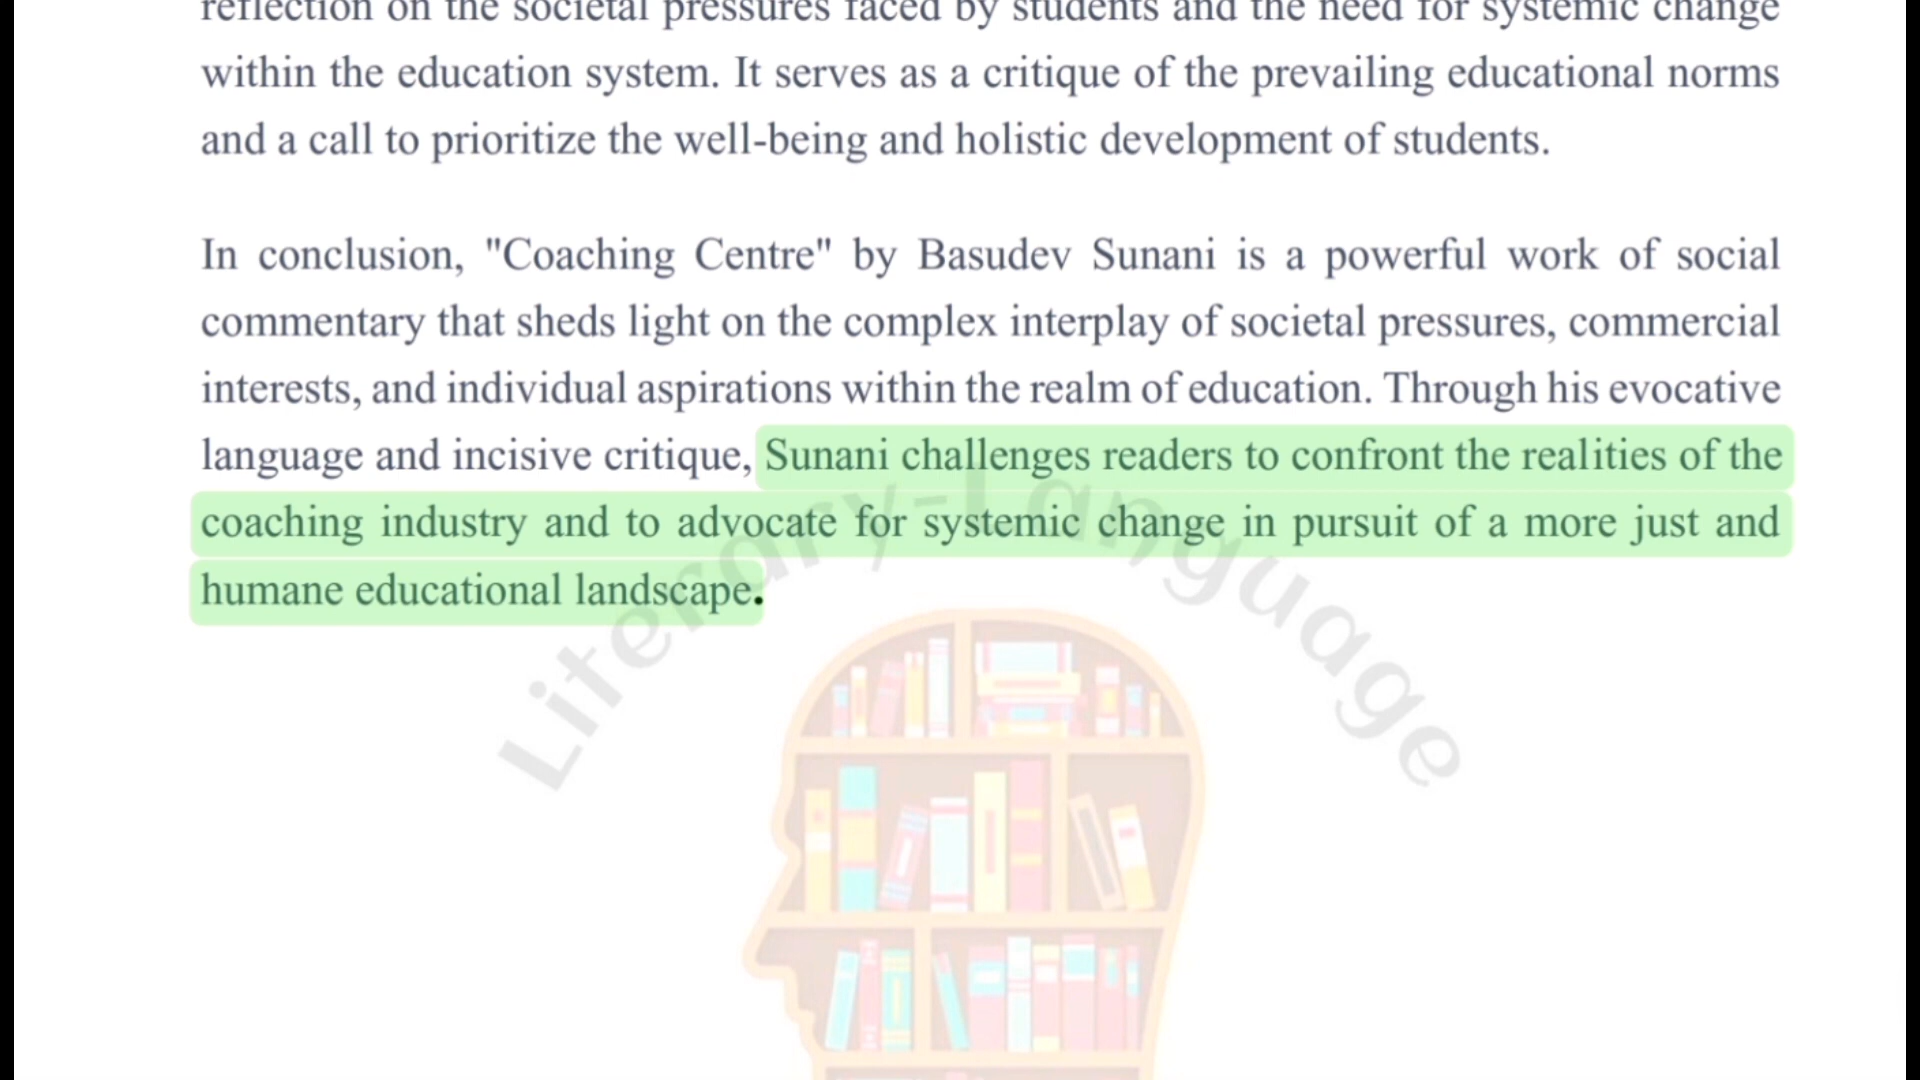 reflection on the societal pressures faced by students and the need for systemic change
within the education system. It serves as a critique of the prevailing educational norms
and a call to prioritize the well-being and holistic development of students.
In conclusion, "Coaching Centre" by Basudev Sunani is a powerful work of social
commentary that sheds light on the complex interplay of societal pressures, commercial
interests, and individual aspirations within the realm of education. Through his evocative
language and incisive critique, Sunani challenges readers to confront the realities of the
coaching industry and to advocate for systemic change in pursuit of a more just and
humane educational landscape.
Literary-Language